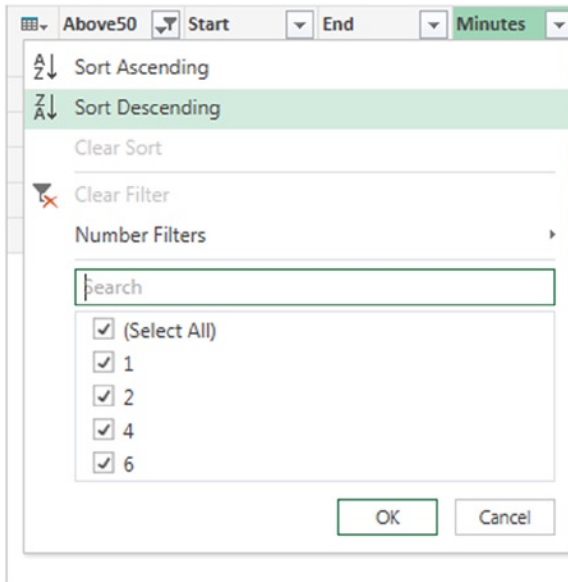 Above50 Start End Minutes
A Z Sort Ascending
Z A Sort Descending
Clear Sort
Clear Filter
Number Filters
Search
(Select All)
1
2
4
6
OK Cancel